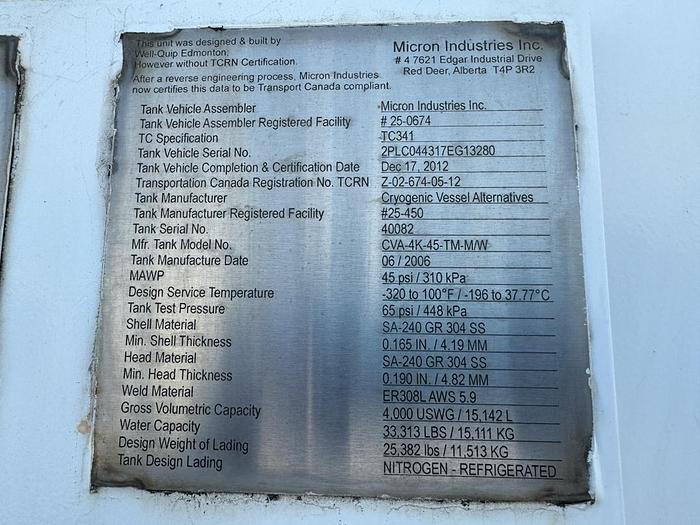 This unit was designed & built by
Well-Quip Edmonton.
However without TCRN Certification.
After a reverse engineering process, Micron Industries
now certifies this data to be Transport Canada compliant.
Micron Industries Inc.
# 4 7621 Edgar Industrial Drive
Red Deer, Alberta T4P 3R2
Tank Vehicle Assembler Micron Industries Inc.
Tank Vehicle Assembler Registered Facility # 25-0674
TC Specification TC341
Tank Vehicle Serial No. 2PLC044317EG13280
Tank Vehicle Completion & Certification Date Dec 17, 2012
Transportation Canada Registration No. TCRN Z-02-674-05-12
Tank Manufacturer Cryogenic Vessel Alternatives
Tank Manufacturer Registered Facility #25-450
Tank Serial No. 40082
Mfr. Tank Model No. CVA-4K-45-TM-M/W
Tank Manufacture Date 06 / 2006
MAWP 45 psi / 310 kPa
Design Service Temperature -320 to 100°F / -196 to 37.77°C
Tank Test Pressure 65 psi / 448 kPa
Shell Material SA-240 GR 304 SS
Min. Shell Thickness 0.165 IN. / 4.19 MM
Head Material SA-240 GR 304 SS
Min. Head Thickness 0.190 IN. / 4.82 MM
Weld Material ER308L AWS 5.9
Gross Volumetric Capacity 4,000 USWG / 15,142 L
Water Capacity 33,313 LBS / 15,111 KG
Design Weight of Lading 25,382 lbs / 11,513 KG
Tank Design Lading NITROGEN - REFRIGERATED